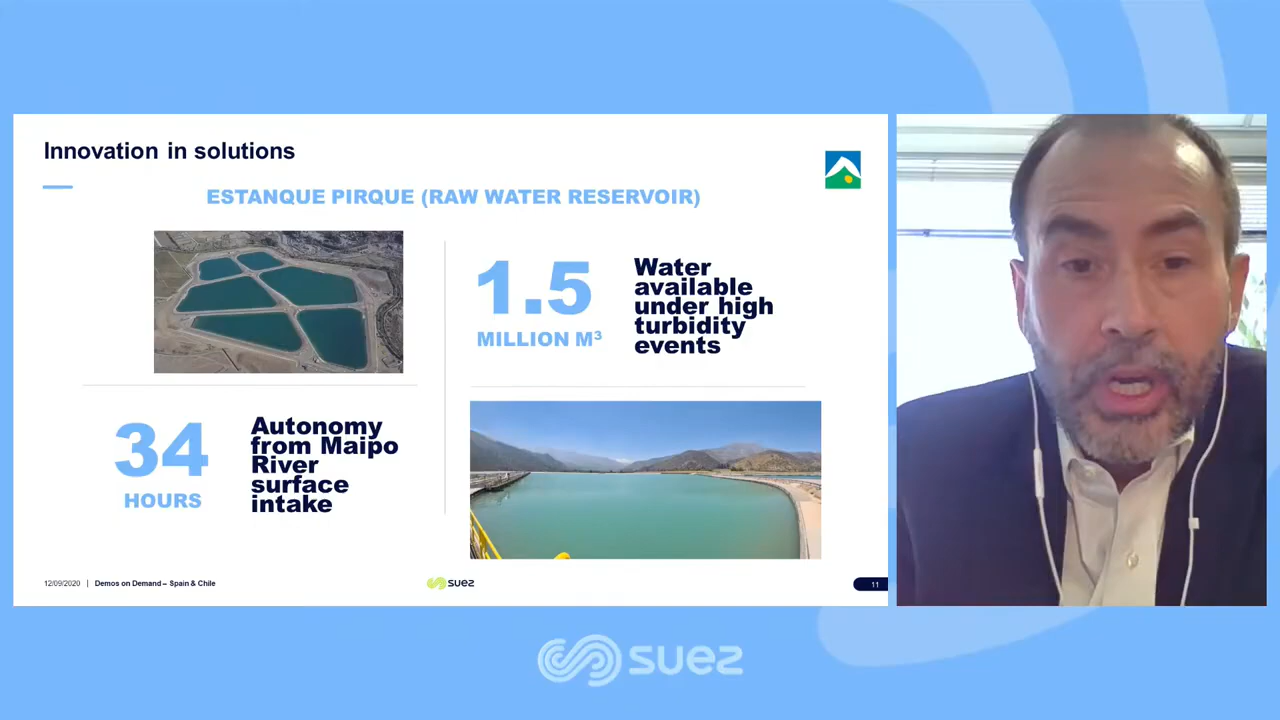 Innovation in solutions
ESTANQUE PIRQUE (RAW WATER RESERVOIR)
1.5
MILLION M³
Water
available
under high
turbidity
events
34
HOURS
Autonomy
from Maipo
River
surface
intake
12/09/2020 | Demos on Demand – Spain & Chile
suez
11
suez